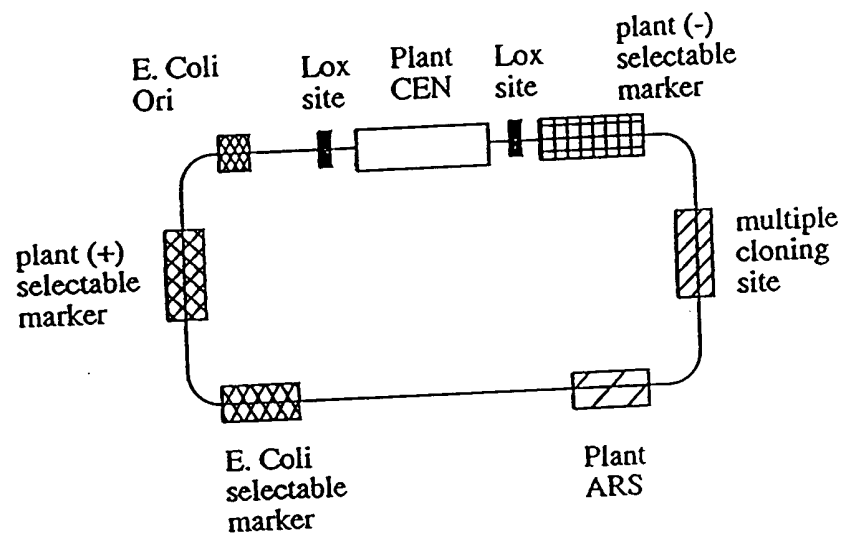 E. Coli
Ori
Lox
site
Plant
CEN
Lox
site
plant (-)
selectable
marker
plant (+)
selectable
marker
multiple
cloning
site
E. Coli
selectable
marker
Plant
ARS